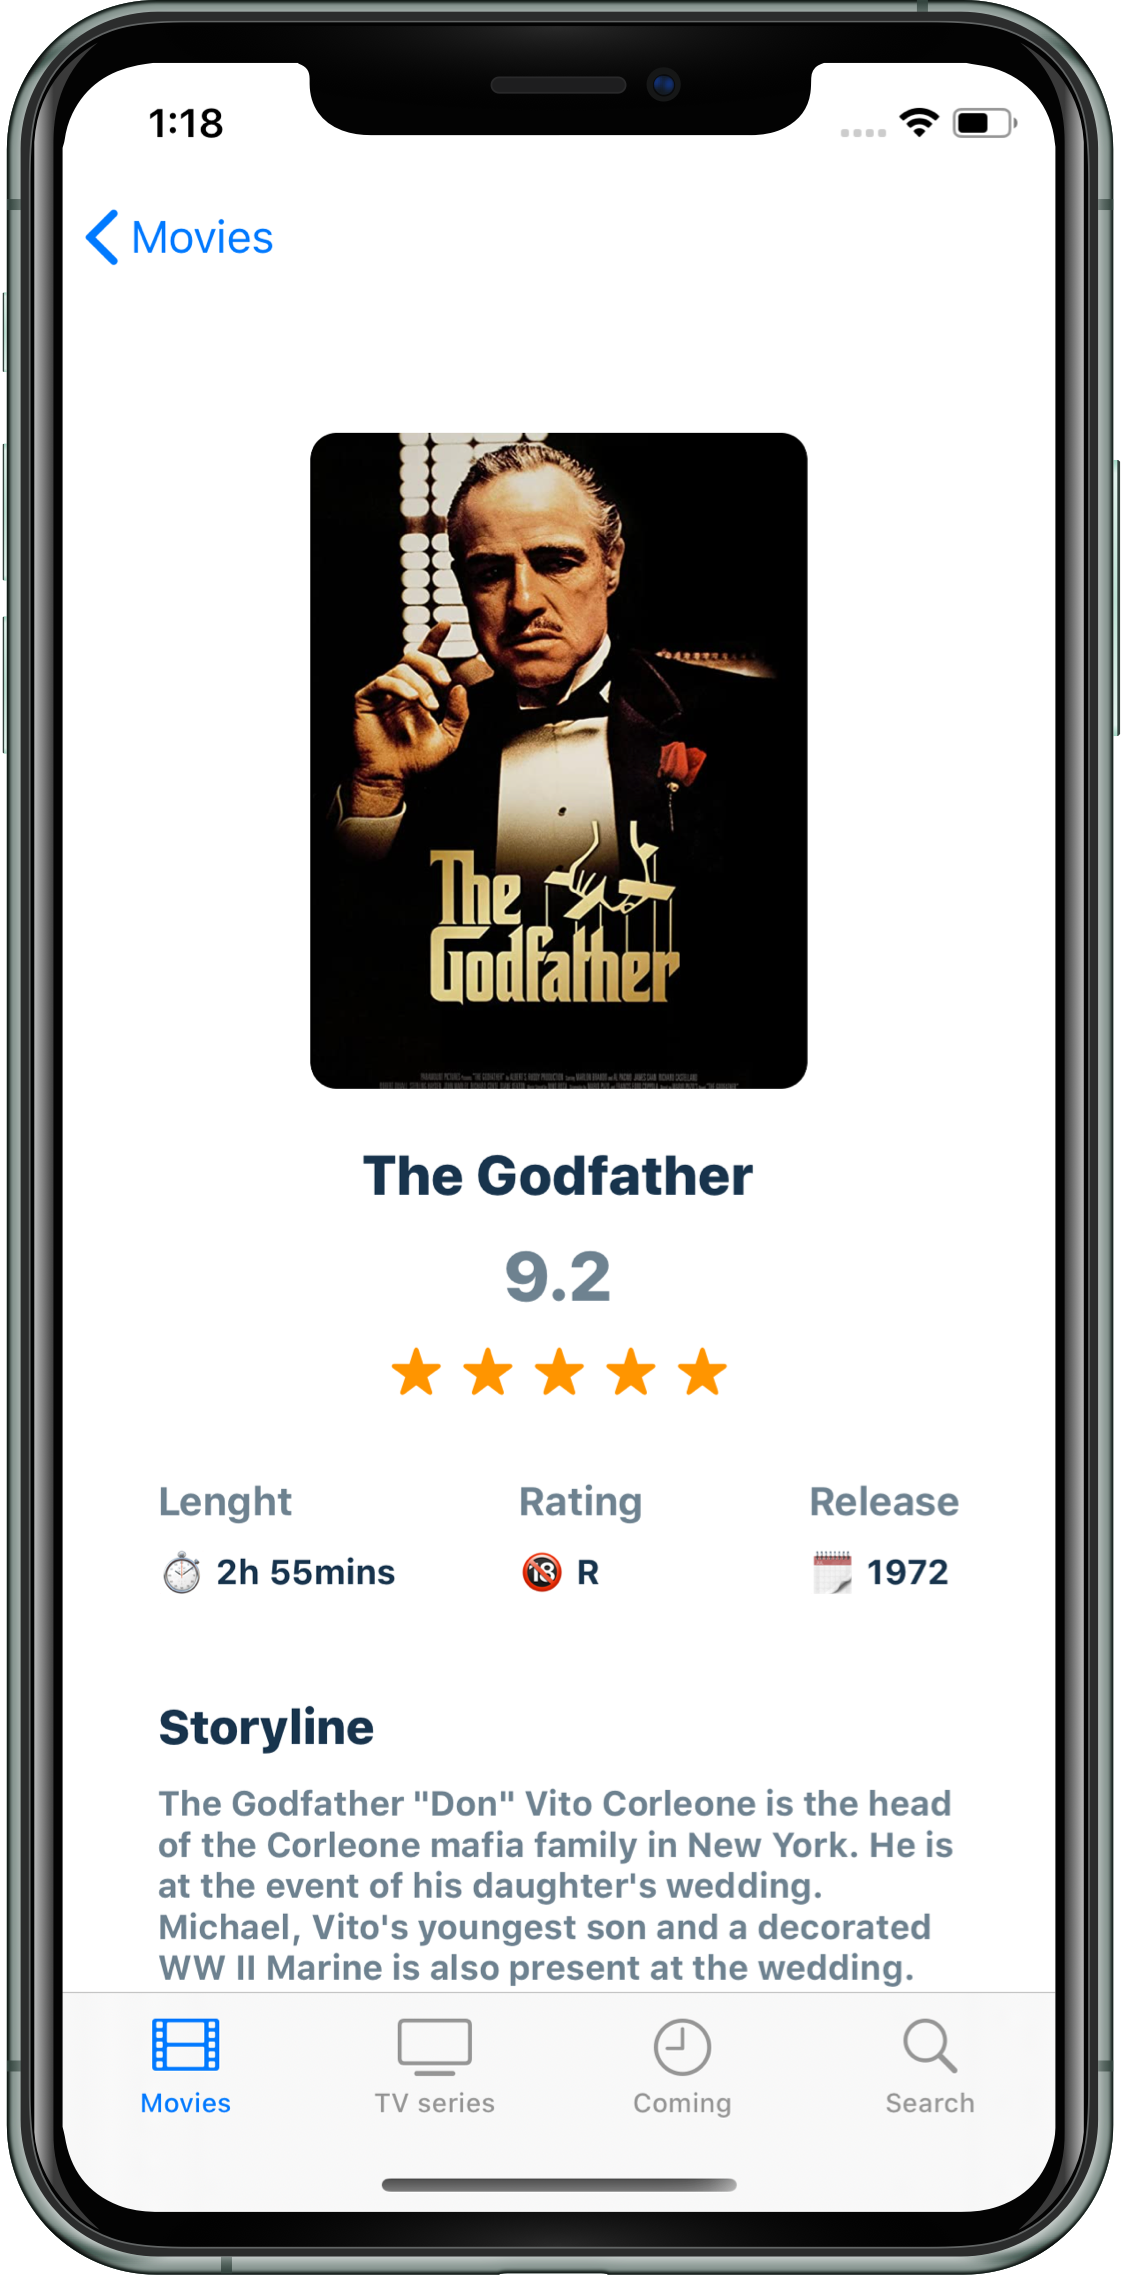 1:18
Movies
The
Godfather
The Godfather
9.2
Lenght
Rating
Release
2h 55mins
18
R
1972
Storyline
The Godfather "Don" Vito Corleone is the head
of the Corleone mafia family in New York. He is
at the event of his daughter's wedding.
Michael, Vito's youngest son and a decorated
WW II Marine is also present at the wedding.
Movies
TV series
Coming
Search